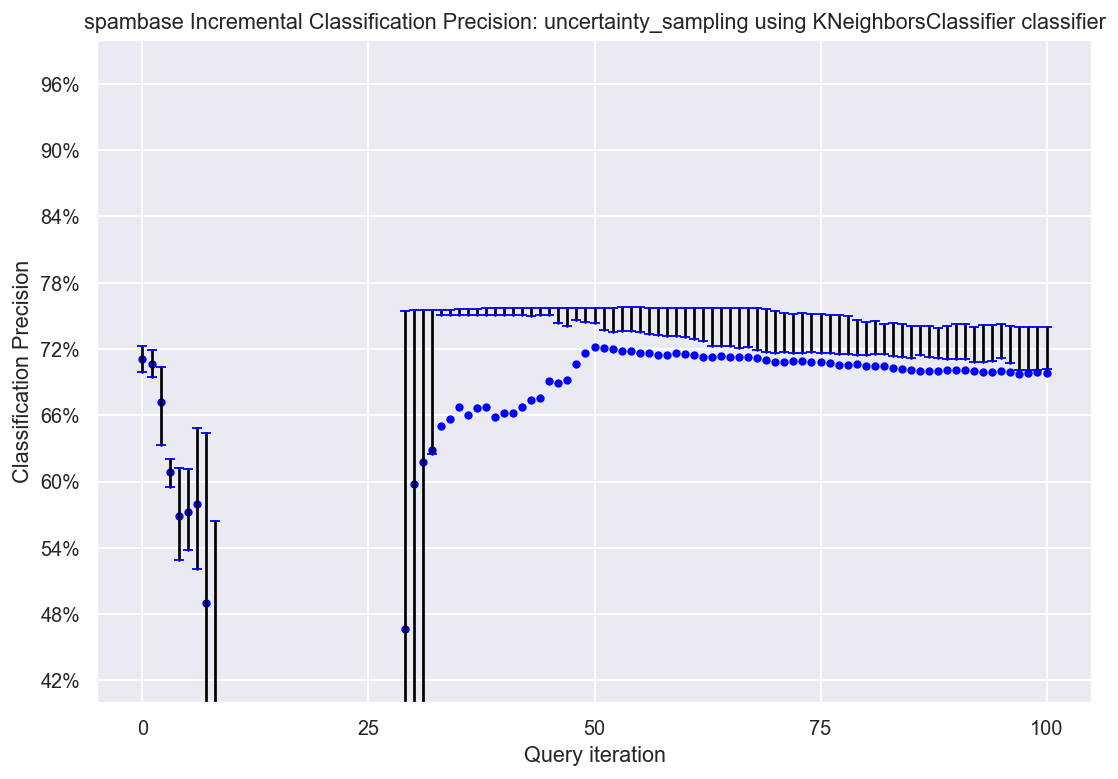 spambase Incremental Classification Precision: uncertainty_sampling using KNeighborsClassifier classifier
96%
90%
84%
78%
72%
66%
60%
54%
48%
42%
Classification Precision
0 25 50 75 100
Query iteration